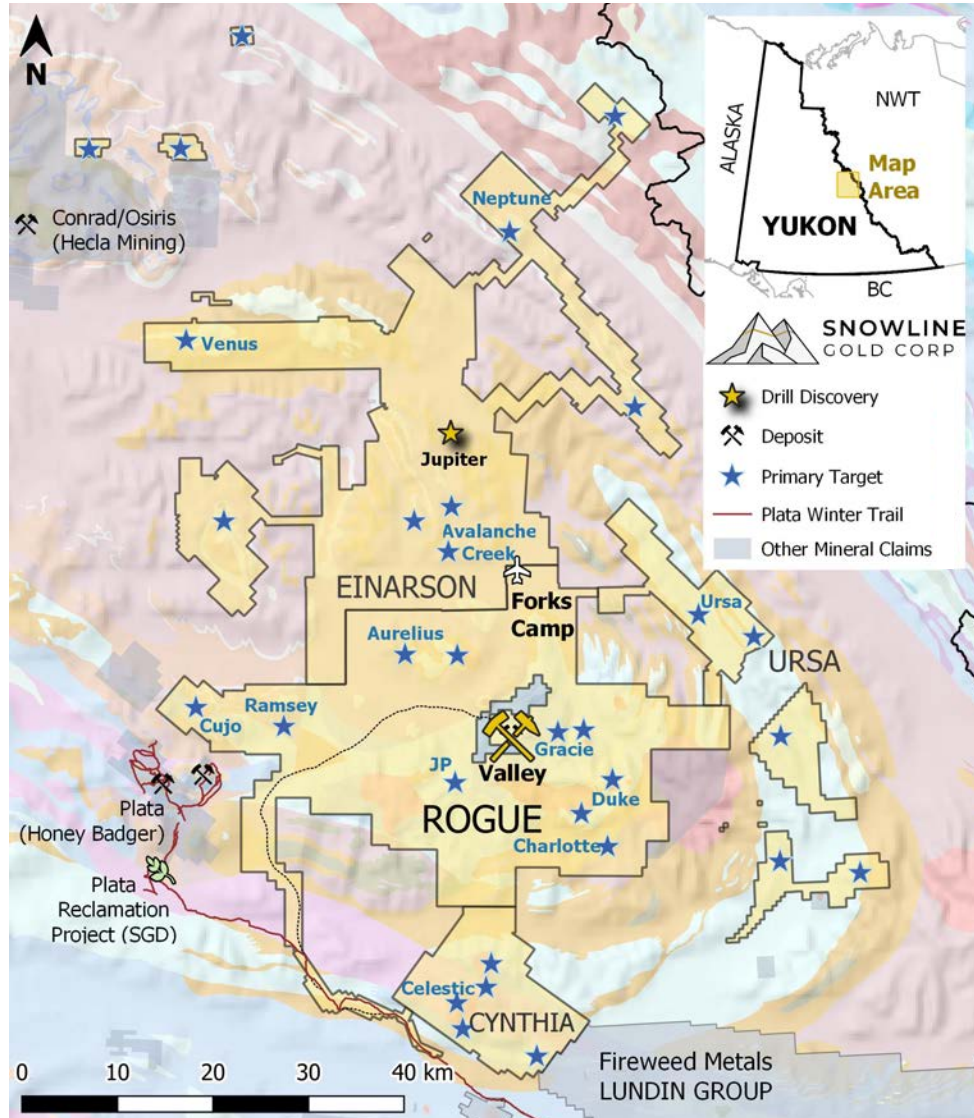 N
Conrad/Osiris
(Hecla Mining)
Neptune
Venus
Jupiter
Avalanche
Creek
EINARSON
Forks
Camp
Aurelius
Ursa
URSA
Cujo
Ramsey
Gracie
Valley
JP
Duke
ROGUE
Charlotte
Plata
(Honey Badger)
Plata
Reclamation
Project (SGD)
Celestic
CYNTHIA
Fireweed Metals
LUNDIN GROUP
0 10 20 30 40 km
NWT
ALASKA
Map
Area
YUKON
BC
SNOWLINE
GOLD CORP
Drill Discovery
Deposit
Primary Target
Plata Winter Trail
Other Mineral Claims